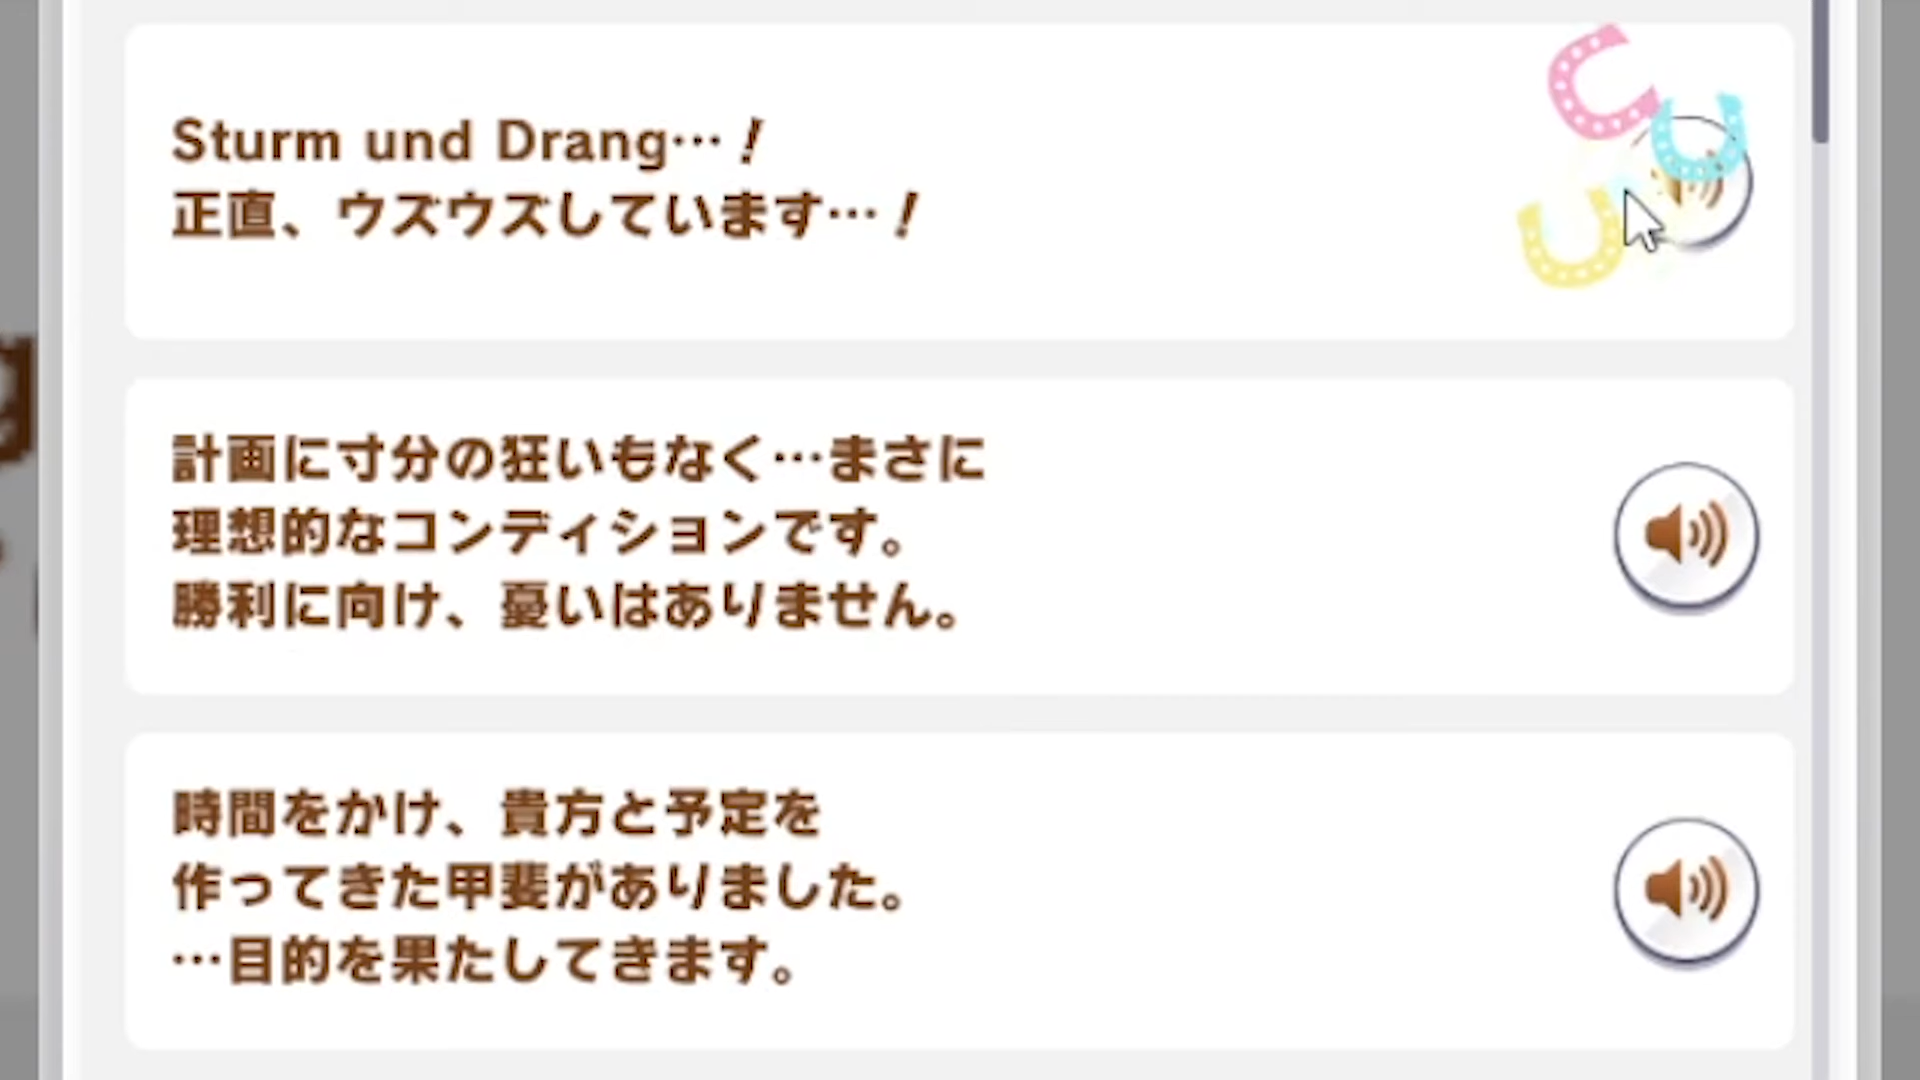 Sturm und Drang…！
正直、ウズウズしています…！
計画に寸分の狂いもなく…まさに
理想的なコンディションです。
勝利に向け、憂いはありません。
時間をかけ、貴方と予定を
作ってきた甲斐がありました。
…目的を果たしてきます。